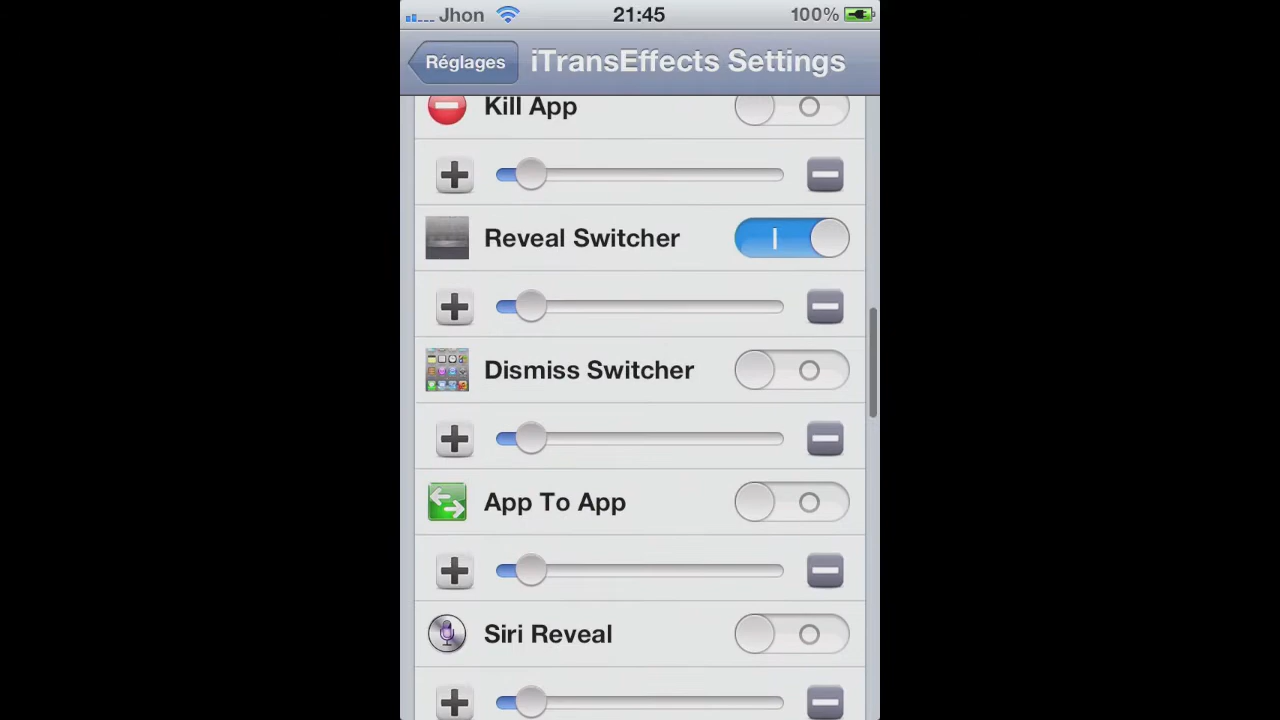 Jhon 21:45 100%
Réglages iTransEffects Settings
Kill App
Reveal Switcher
Dismiss Switcher
App To App
Siri Reveal